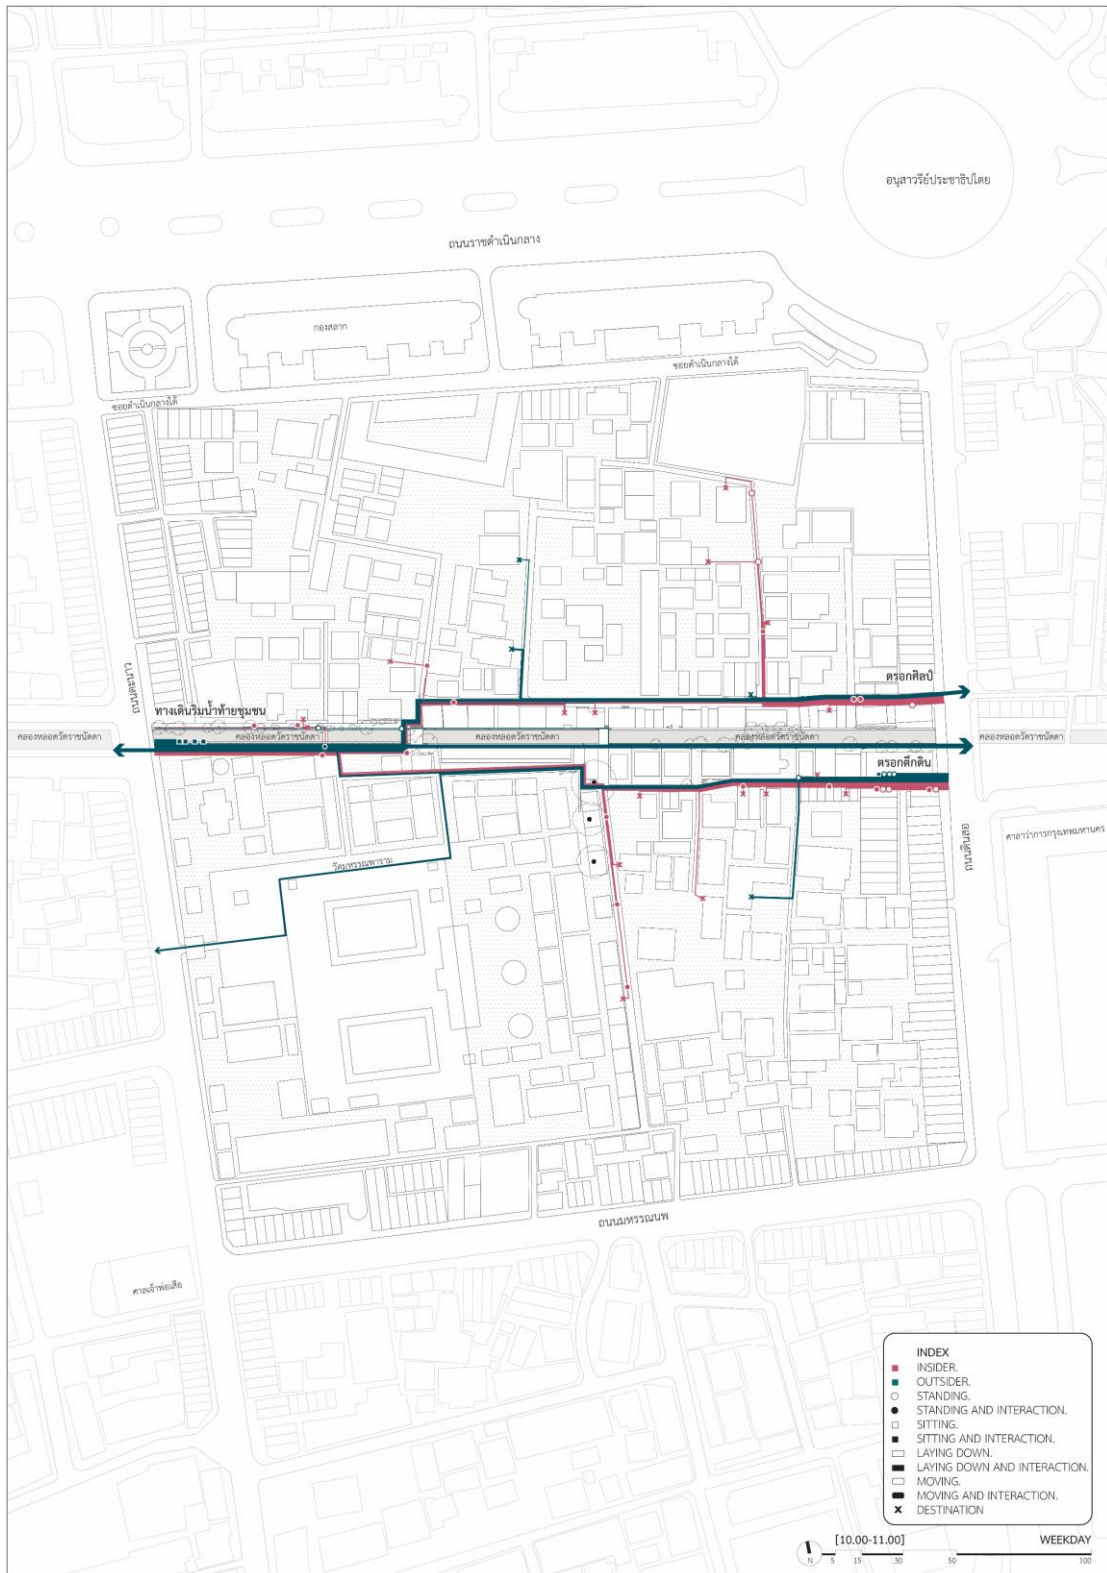 อนุสาวรีย์ประชาธิปไตย
ถนนราชดำเนินกลาง
กองสลาก
ซอยดำเนินกลางใต้
ซอยดำเนินกลางใต้
ตรอกศิลป์
ทางเดินริมน้ำท้ายชุมชน
คลองหลอดวัดราชนัดดา
คลองหลอดวัดราชนัดดา
คลองหลอดวัดราชนัดดา
คลองหลอดวัดราชนัดดา
คลองหลอดวัดราชนัดดา
ตรอกตึกดิน
ศาลาว่าการกรุงเทพมหานคร
ถนนดินสอ
วัดมหรรณพาราม
ถนนมหรรณนพ
ศาลเจ้าพ่อเสือ
INDEX
INSIDER.
OUTSIDER.
STANDING.
STANDING AND INTERACTION.
SITTING.
SITTING AND INTERACTION.
LAYING DOWN.
LAYING DOWN AND INTERACTION.
MOVING.
MOVING AND INTERACTION.
X DESTINATION
[10.00-11.00] WEEKDAY
N 5 15 30 50 100